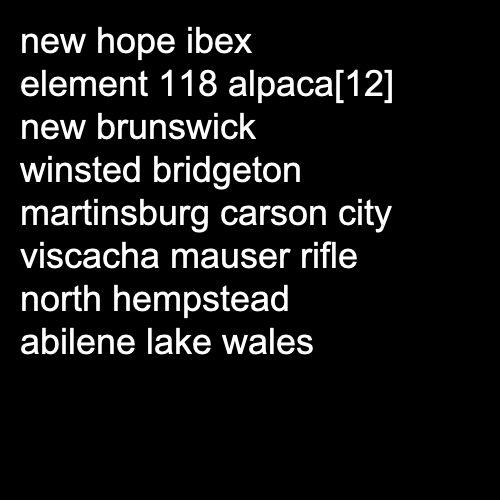 new hope ibex
element 118 alpaca[12]
new brunswick
winsted bridgeton
martinsburg carson city
viscacha mauser rifle
north hempstead
abilene lake wales